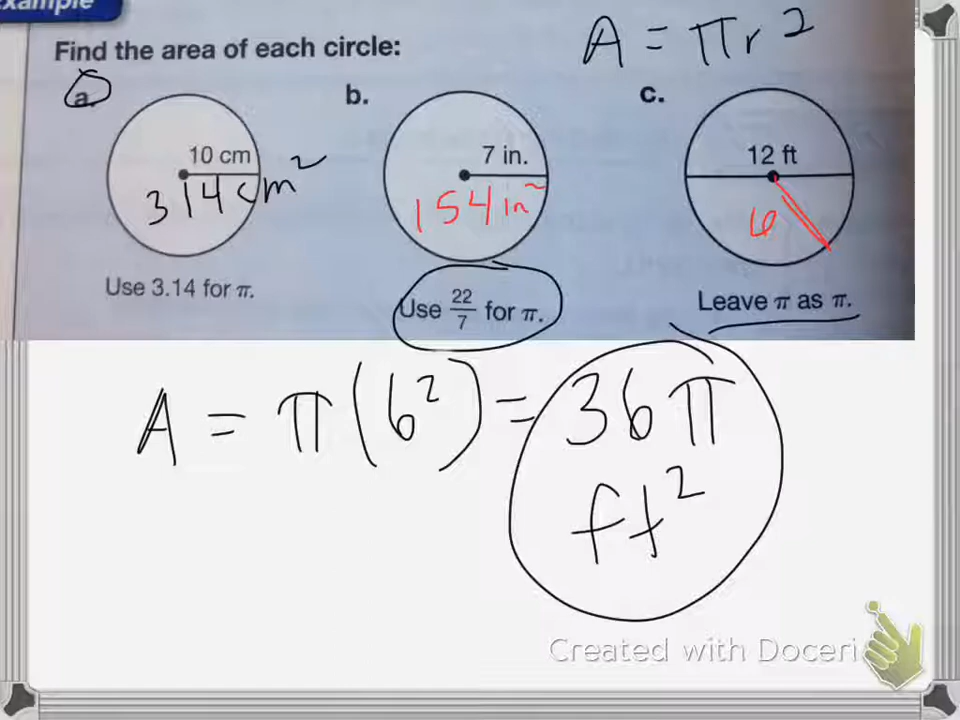 Example
Find the area of each circle:
A = πr²
a.
b.
c.
10 cm
7 in.
12 ft
314 cm²
154 in²
6
Use 3.14 for π.
Use 22/7 for π.
Leave π as π.
A = π(6²) = 36π
ft²
Created with Doceri